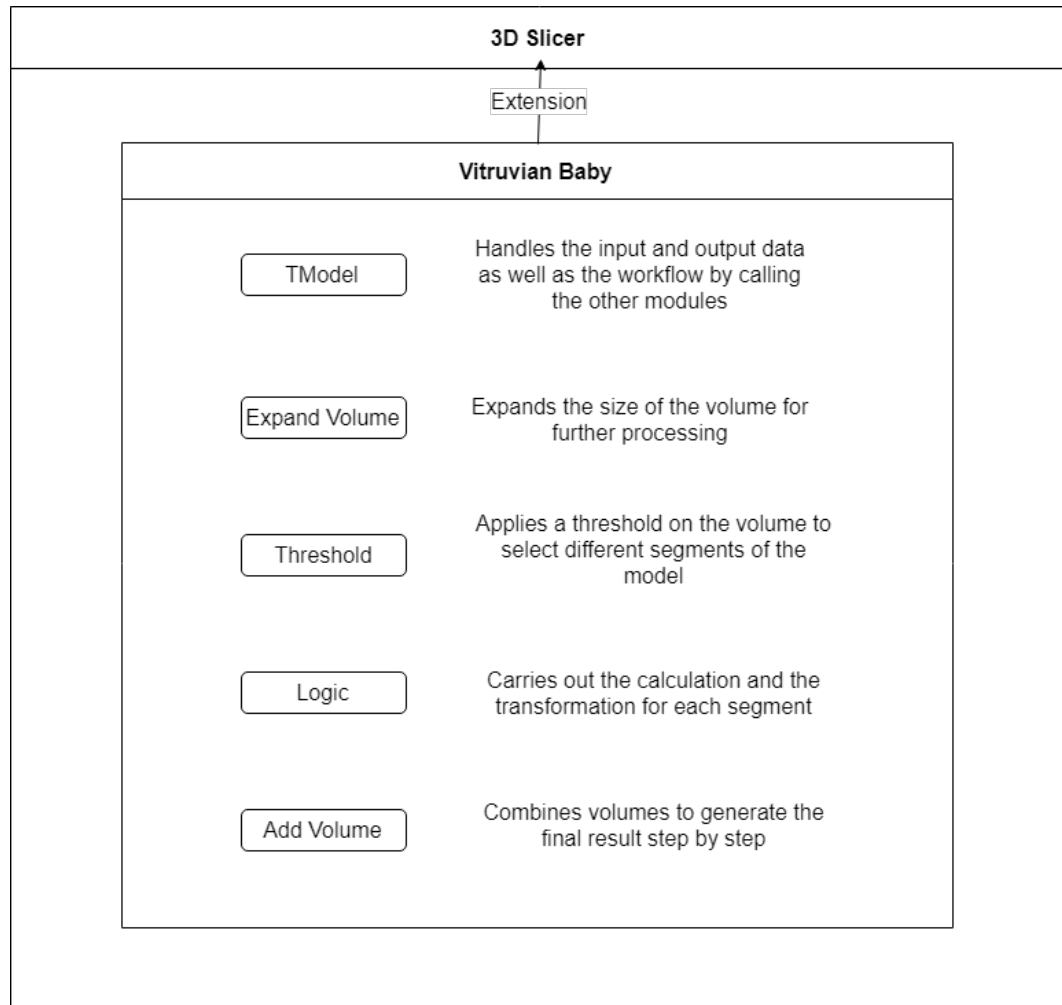 3D Slicer
Extension
Vitruvian Baby
TModel
Handles the input and output data
as well as the workflow by calling
the other modules
Expand Volume
Expands the size of the volume for
further processing
Threshold
Applies a threshold on the volume to
select different segments of the
model
Logic
Carries out the calculation and the
transformation for each segment
Add Volume
Combines volumes to generate the
final result step by step